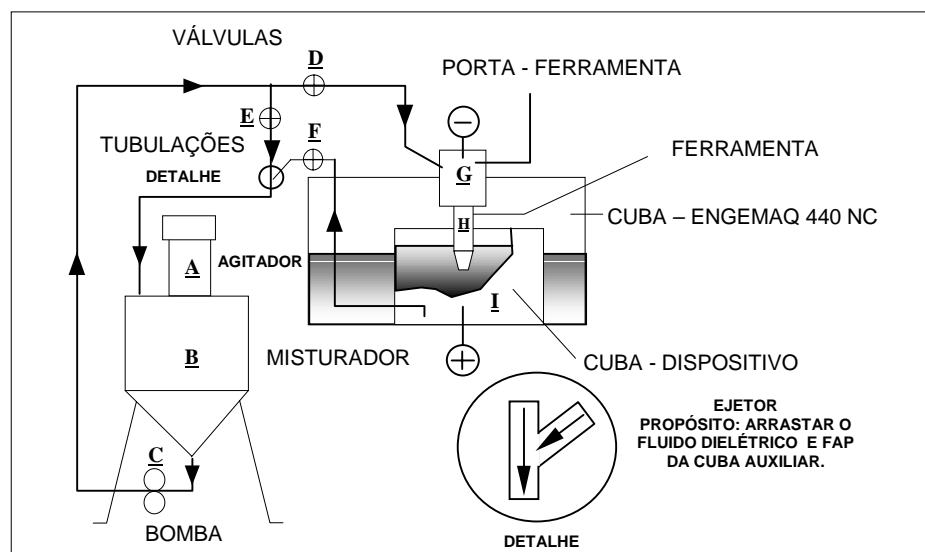 VÁLVULAS
D
PORTA - FERRAMENTA
E
F
TUBULAÇÕES
DETALHE
FERRAMENTA
G
H
CUBA – ENGEMAQ 440 NC
A
AGITADOR
I
B
MISTURADOR
CUBA - DISPOSITIVO
EJETOR
PROPÓSITO: ARRASTAR O
FLUIDO DIELÉTRICO E FAP
DA CUBA AUXILIAR.
C
BOMBA
DETALHE